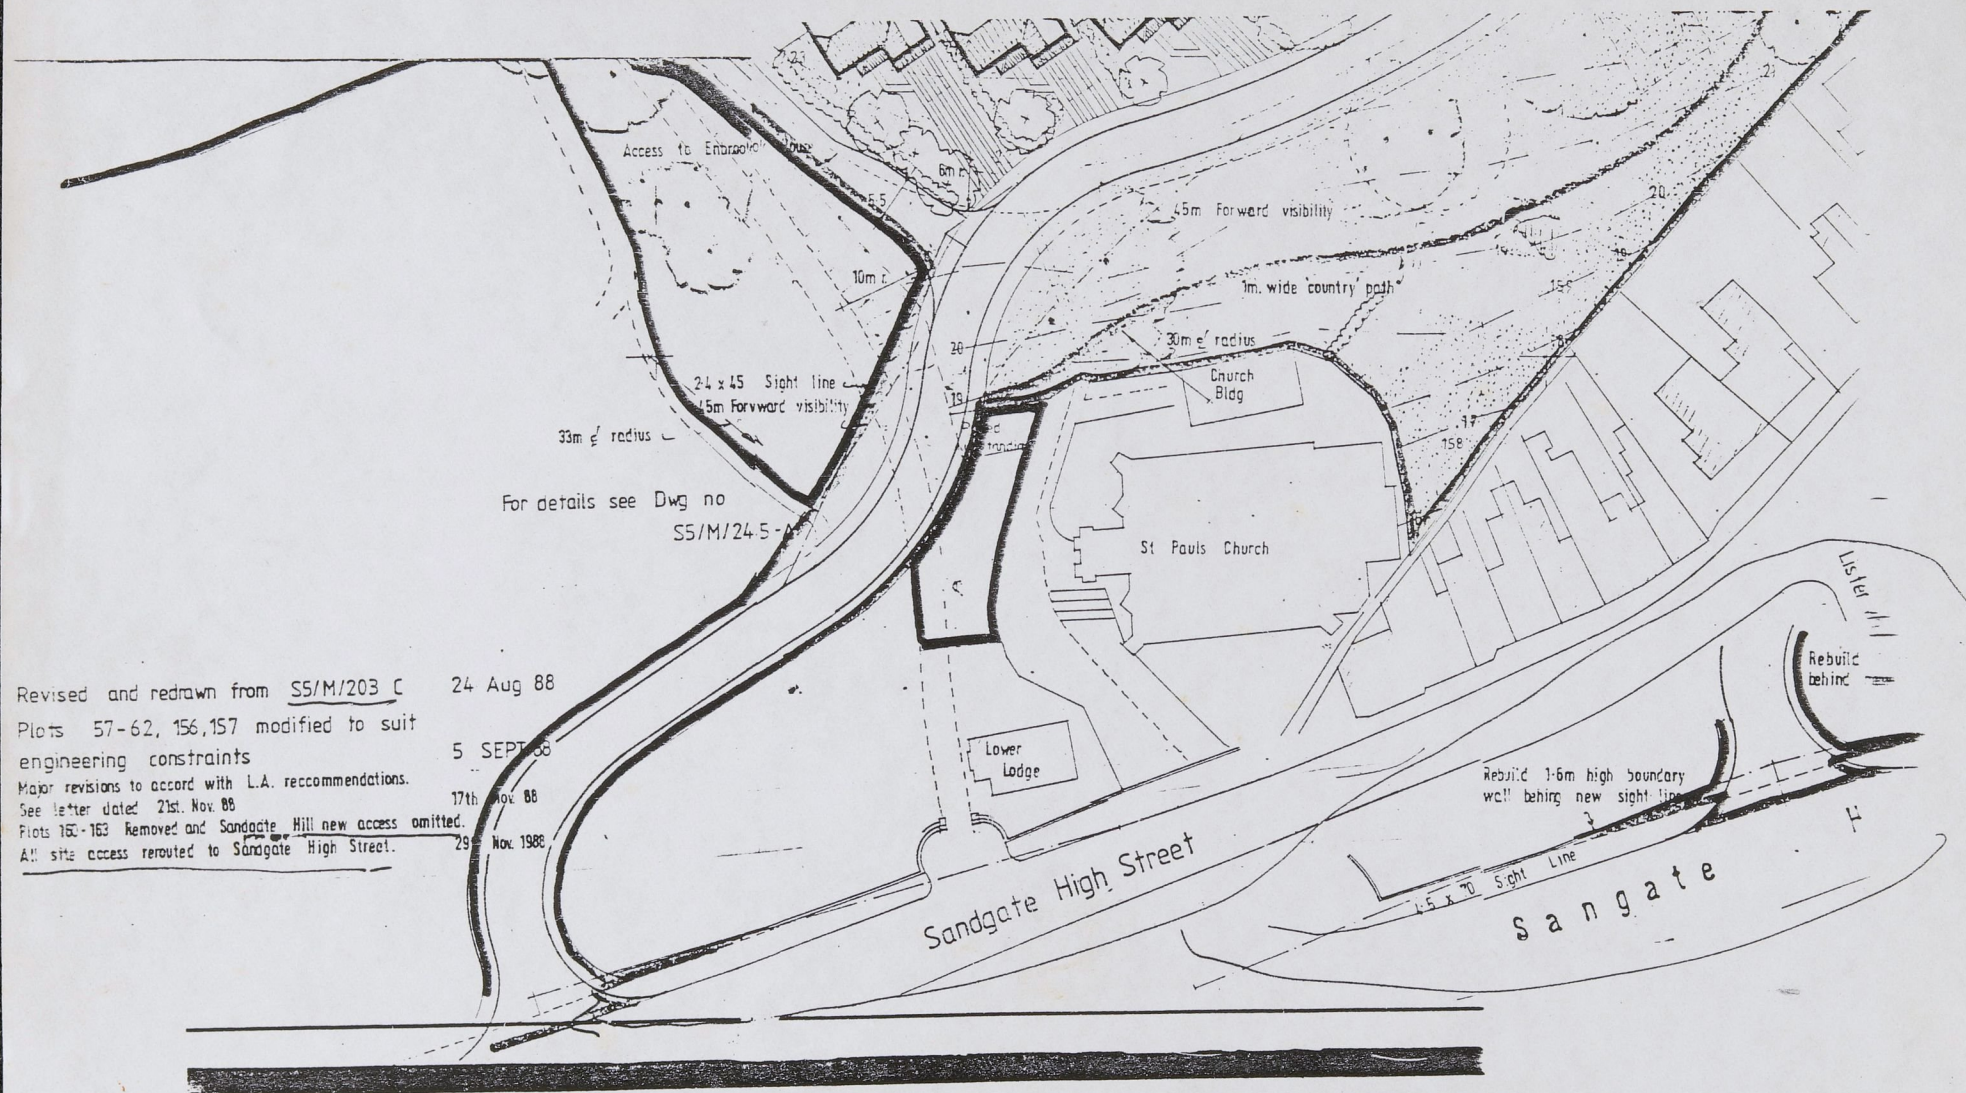 Access to Enbrook House
6m r.
5.5
45m Forward visibility
20
10m r.
1m. wide 'country' path
30m ¢ radius
20
Church
Bldg
2.4 x 45 Sight line
45m Forvward visibility
19
33m ¢ radius
17
158
For details see Dwg no
S5/M/24.5-A
St Pauls Church
Lister
Rebuild
behind
Revised and redrawn from S5/M/203 C 24 Aug 88
Plots 57-62, 156,157 modified to suit
engineering constraints 5 SEPT 88
Major revisions to accord with L.A. reccommendations.
See letter dated 21st. Nov. 88 17th Nov. 88
Plots 160-163 Removed and Sandgate Hill new access omitted.
All site access rerouted to Sandgate High Street. 29 Nov. 1988
Lower
Lodge
Rebuild 1·6m high boundary
wall behing new sight line
Sandgate High Street
4·5 x 70 Sight Line
Sangate
H